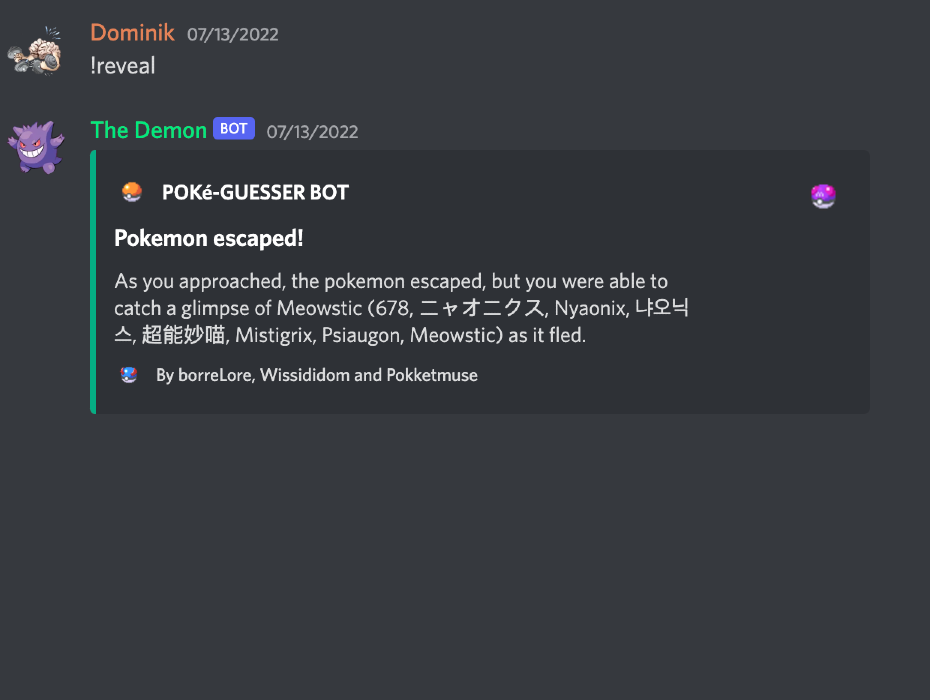 Dominik 07/13/2022
!reveal
The Demon BOT 07/13/2022
POKé-GUESSER BOT
Pokemon escaped!
As you approached, the pokemon escaped, but you were able to
catch a glimpse of Meowstic (678, ニャオニクス, Nyaonix, 냐오닉
스, 超能妙喵, Mistigrix, Psiaugon, Meowstic) as it fled.
By borreLore, Wissididom and Pokketmuse